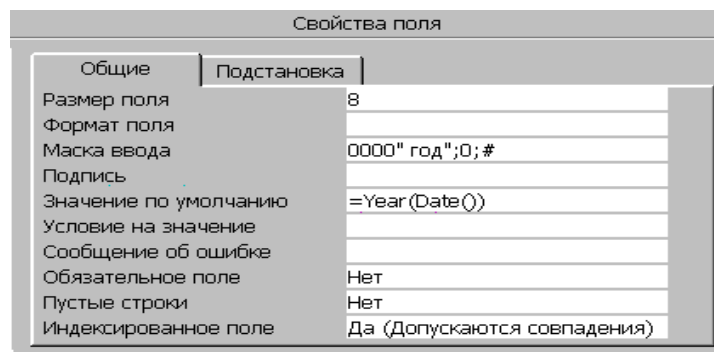 Свойства поля
Общие Подстановка
Размер поля 8
Формат поля
Маска ввода 0000" год";0;#
Подпись
Значение по умолчанию =Year(Date())
Условие на значение
Сообщение об ошибке
Обязательное поле Нет
Пустые строки Нет
Индексированное поле Да (Допускаются совпадения)